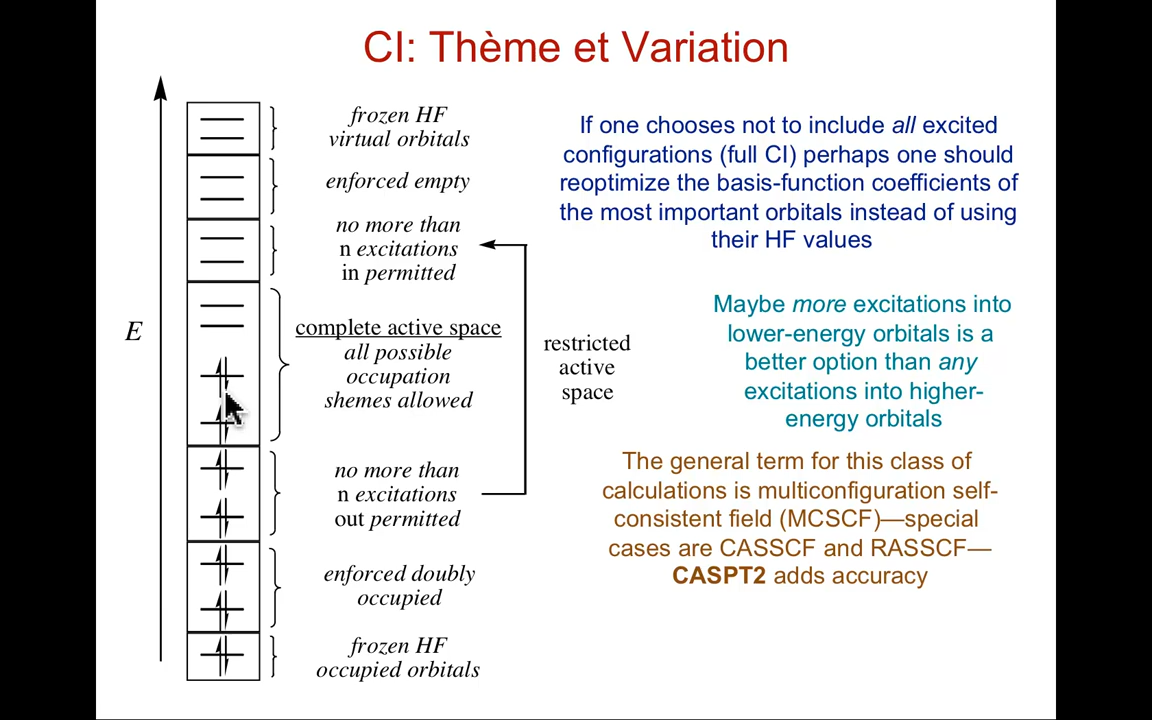 CI: Thème et Variation
frozen HF
virtual orbitals
enforced empty
no more than
n excitations
in permitted
E
complete active space
all possible
occupation
shemes allowed
restricted
active
space
no more than
n excitations
out permitted
enforced doubly
occupied
frozen HF
occupied orbitals
If one chooses not to include all excited
configurations (full CI) perhaps one should
reoptimize the basis-function coefficients of
the most important orbitals instead of using
their HF values
Maybe more excitations into
lower-energy orbitals is a
better option than any
excitations into higher-
energy orbitals
The general term for this class of
calculations is multiconfiguration self-
consistent field (MCSCF)—special
cases are CASSCF and RASSCF—
CASPT2 adds accuracy